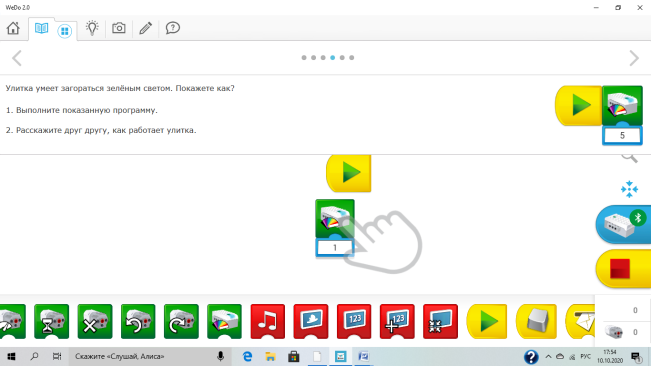 WeDo 2.0
Улитка умеет загораться зелёным светом. Покажете как?
1. Выполните показанную программу.
2. Расскажите друг другу, как работает улитка.
5
1
123
123
0
0
Скажите «Слушай, Алиса»
РУС
17:54
10.10.2020